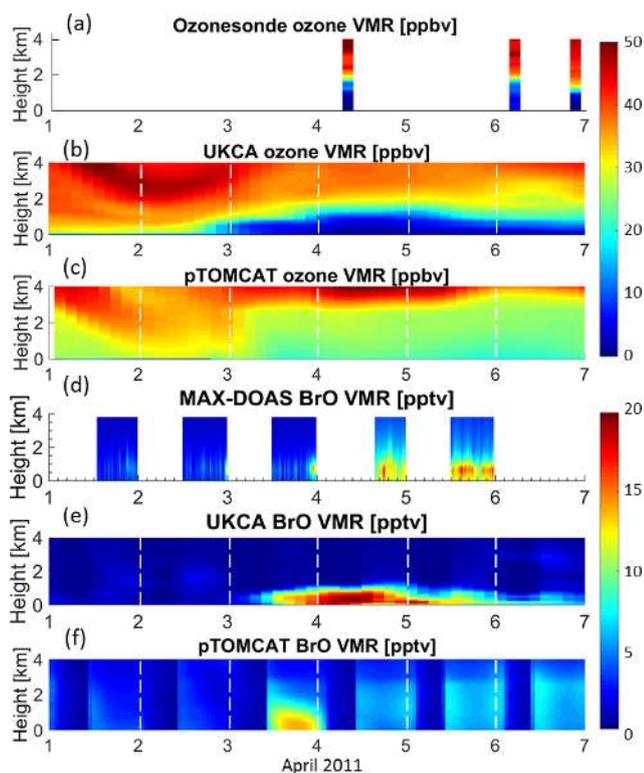 (a) Ozonesonde ozone VMR [ppbv]
Height [km]
4
2
0
1 2 3 4 5 6 7
50
40
30
20
10
0
(b) UKCA ozone VMR [ppbv]
Height [km]
4
2
0
1 2 3 4 5 6 7
(c) pTOMCAT ozone VMR [ppbv]
Height [km]
4
2
0
1 2 3 4 5 6 7
(d) MAX-DOAS BrO VMR [pptv]
Height [km]
4
2
0
1 2 3 4 5 6 7
20
15
10
5
0
(e) UKCA BrO VMR [pptv]
Height [km]
4
2
0
1 2 3 4 5 6 7
(f) pTOMCAT BrO VMR [pptv]
Height [km]
4
2
0
1 2 3 4 5 6 7
April 2011